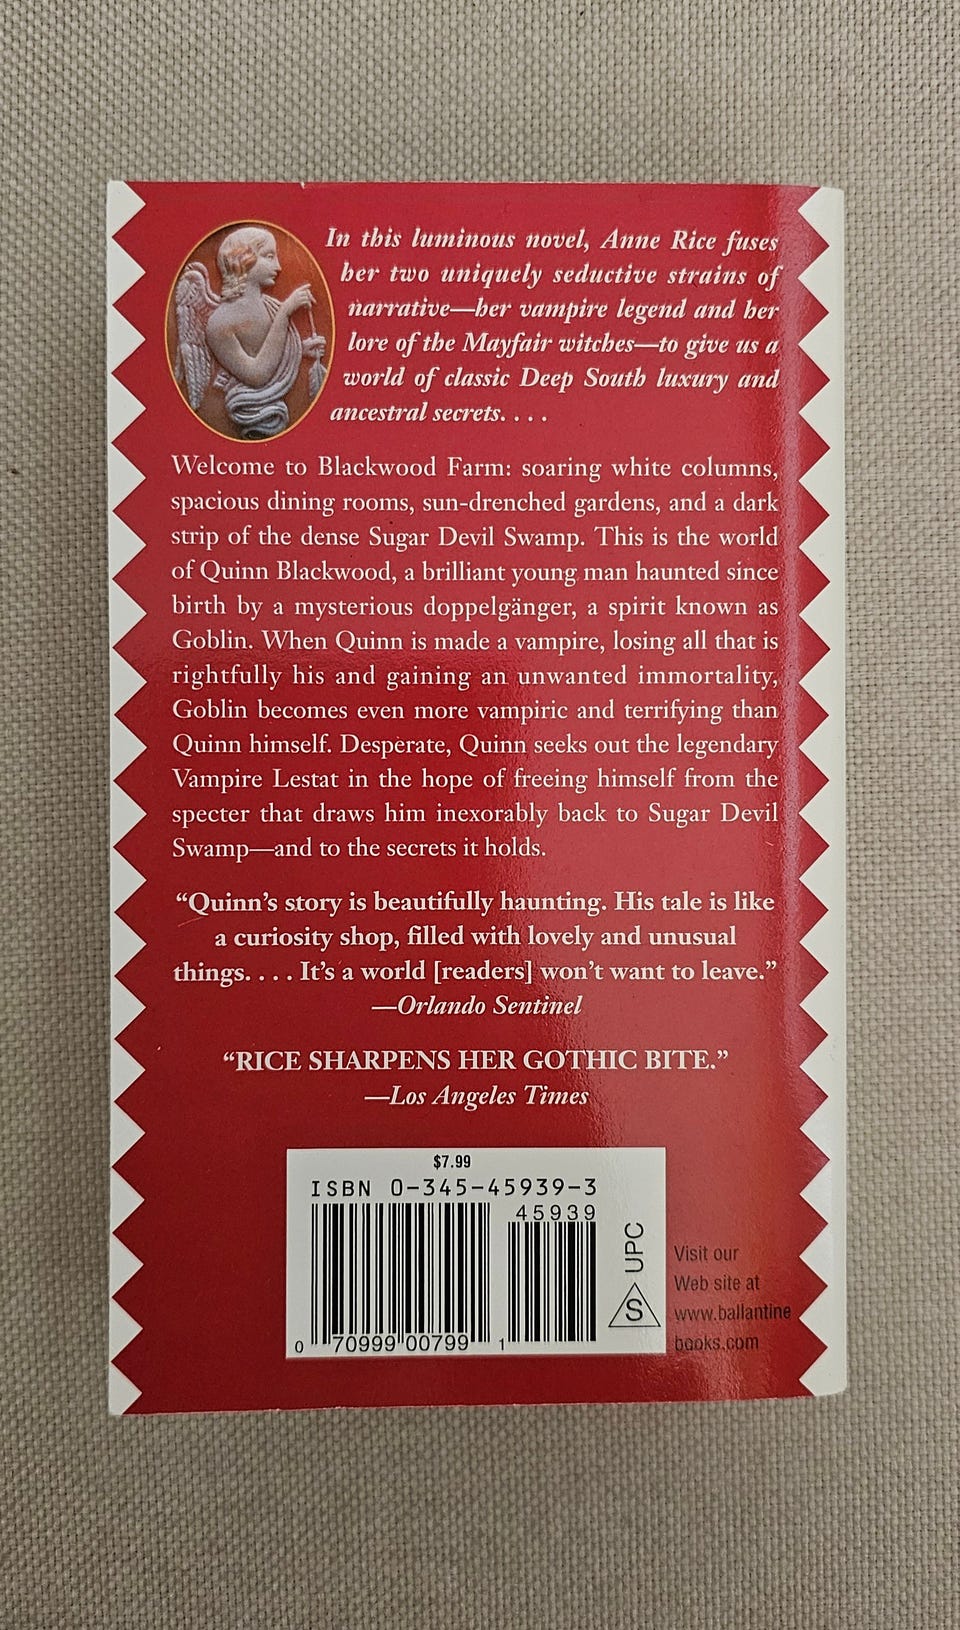 In this luminous novel, Anne Rice fuses
her two uniquely seductive strains of
narrative—her vampire legend and her
lore of the Mayfair witches—to give us a
world of classic Deep South luxury and
ancestral secrets. . . .
Welcome to Blackwood Farm: soaring white columns,
spacious dining rooms, sun-drenched gardens, and a dark
strip of the dense Sugar Devil Swamp. This is the world
of Quinn Blackwood, a brilliant young man haunted since
birth by a mysterious doppelgänger, a spirit known as
Goblin. When Quinn is made a vampire, losing all that is
rightfully his and gaining an unwanted immortality,
Goblin becomes even more vampiric and terrifying than
Quinn himself. Desperate, Quinn seeks out the legendary
Vampire Lestat in the hope of freeing himself from the
specter that draws him inexorably back to Sugar Devil
Swamp—and to the secrets it holds.
“Quinn’s story is beautifully haunting. His tale is like
a curiosity shop, filled with lovely and unusual
things. . . . It’s a world [readers] won’t want to leave.”
—Orlando Sentinel
“RICE SHARPENS HER GOTHIC BITE.”
—Los Angeles Times
$7.99
ISBN 0-345-45939-3
45939
0 70999 00799 1
UPC
S
Visit our
Web site at
www.ballantine
books.com